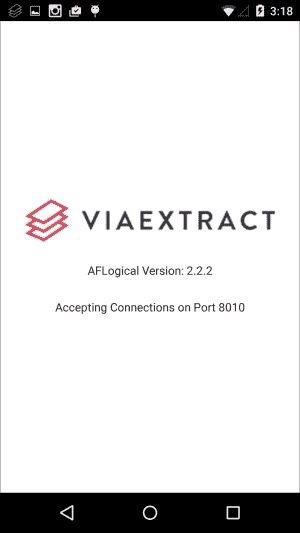 3:18
VIAEXTRACT
AFLogical Version: 2.2.2
Accepting Connections on Port 8010